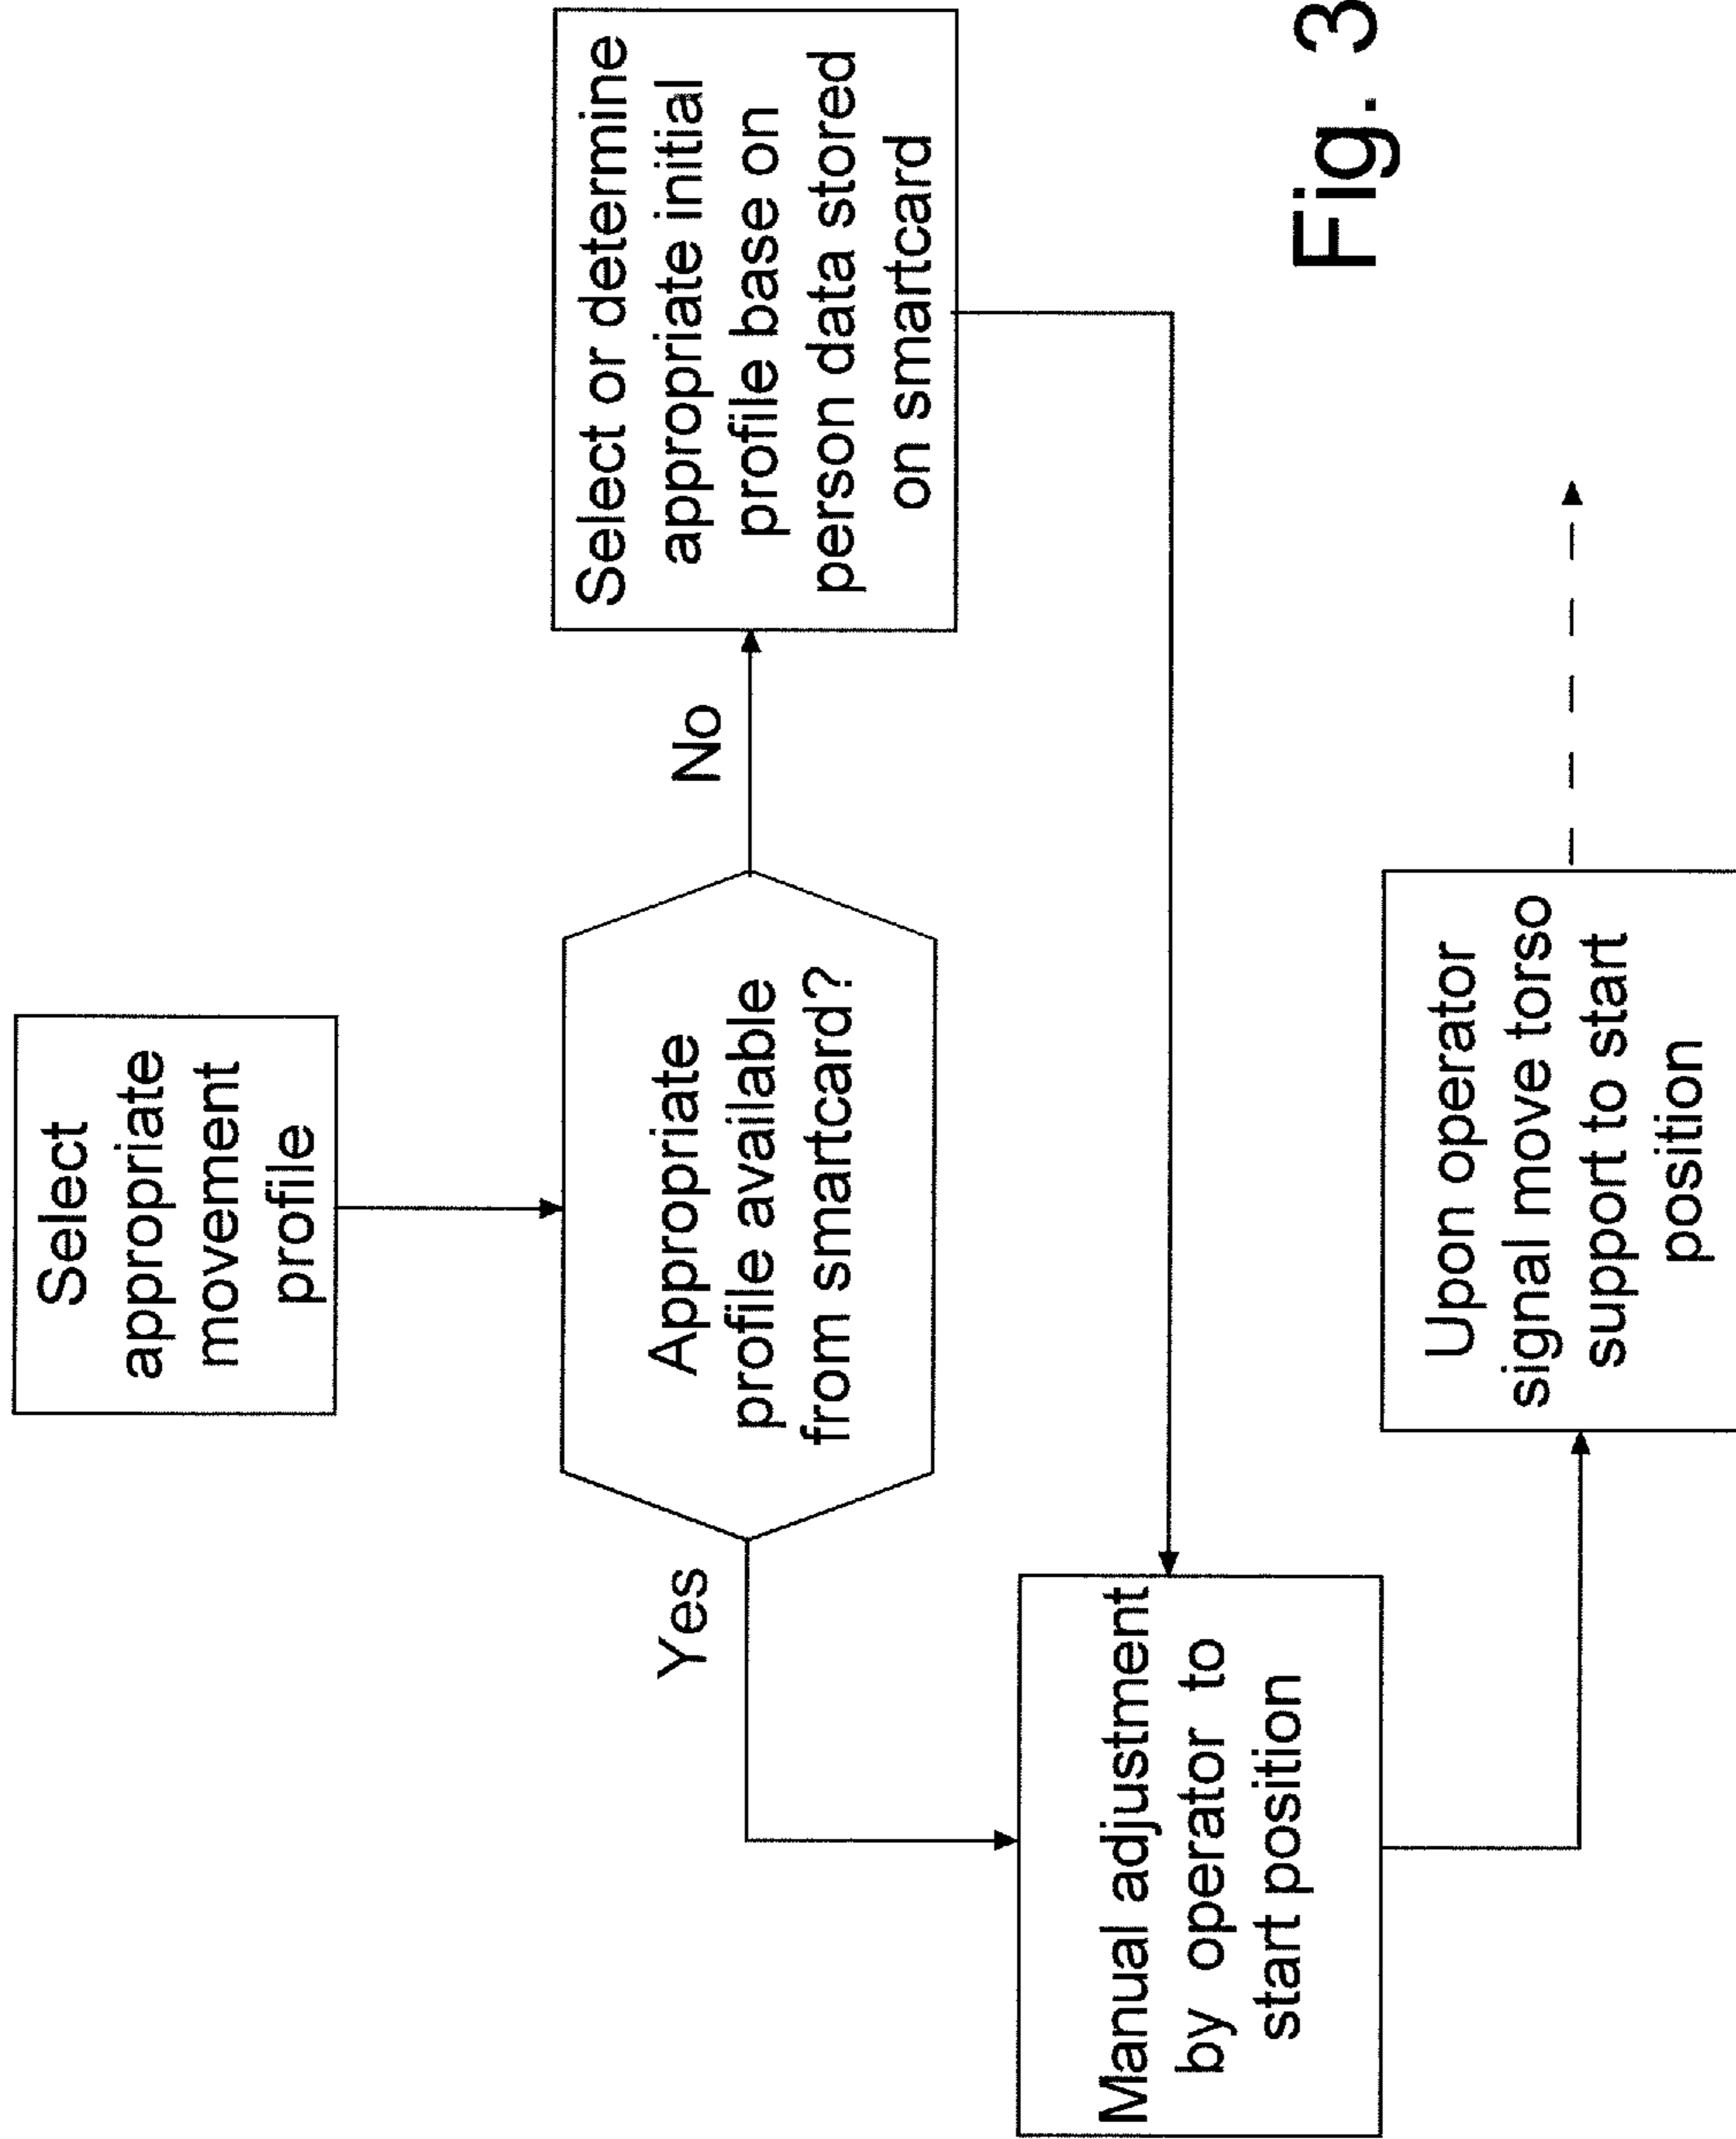 Select
appropriate
movement
profile
Appropriate
profile available
from smartcard?
Yes
No
Select or determine
appropriate initial
profile base on
person data stored
on smartcard
Manual adjustment
by operator to
start position
Upon operator
signal move torso
support to start
position
Fig. 3